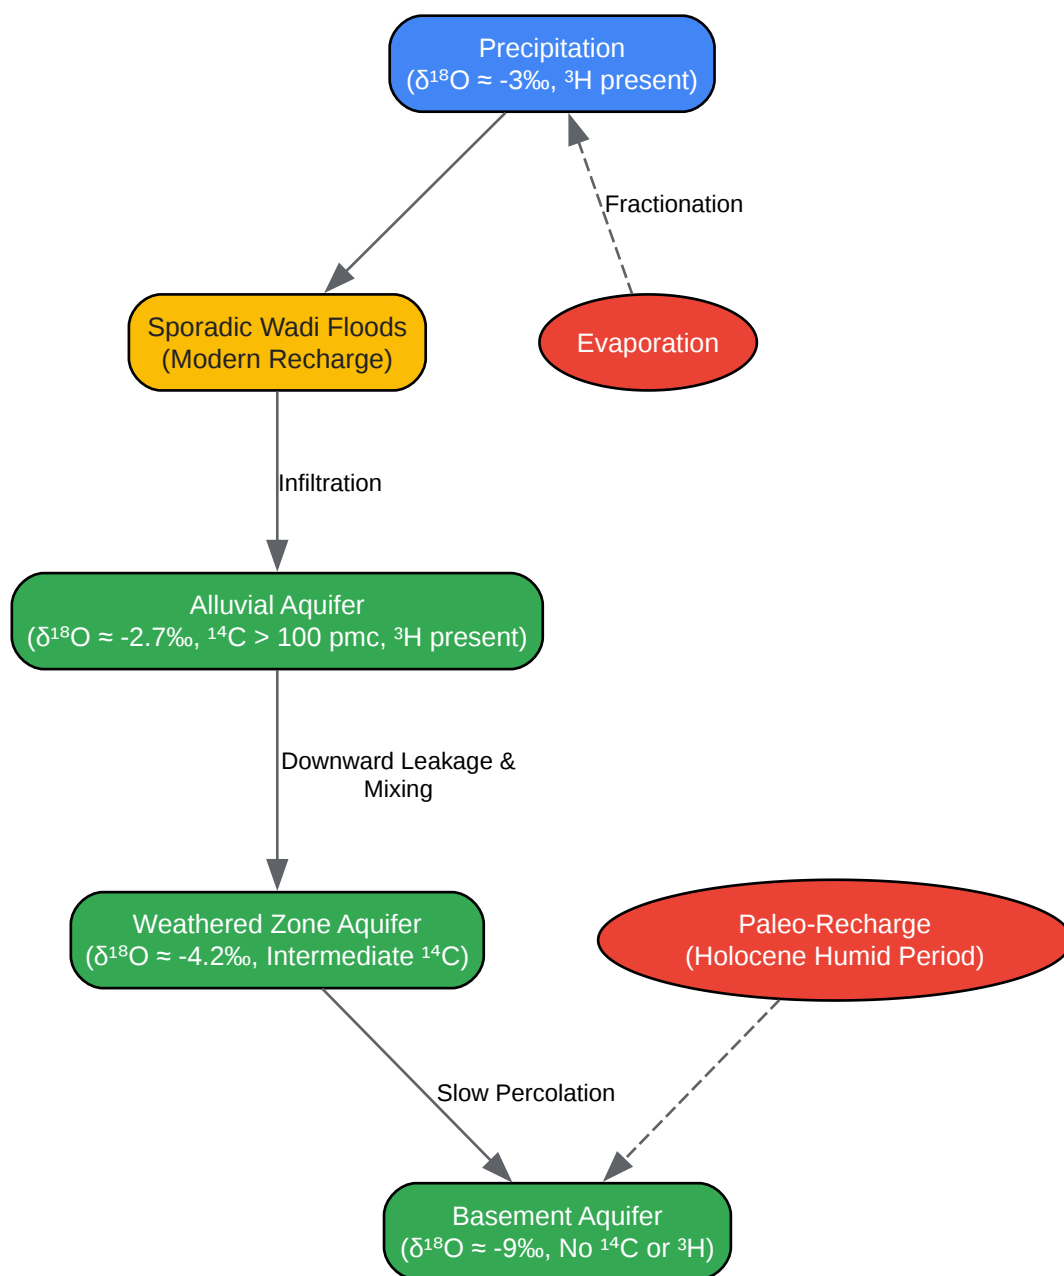 Precipitation
(δ¹⁸O ≈ -3‰, ³H present)
Fractionation
Sporadic Wadi Floods
(Modern Recharge)
Evaporation
Infiltration
Alluvial Aquifer
(δ¹⁸O ≈ -2.7‰, ¹⁴C > 100 pmc, ³H present)
Downward Leakage &
Mixing
Weathered Zone Aquifer
(δ¹⁸O ≈ -4.2‰, Intermediate ¹⁴C)
Paleo-Recharge
(Holocene Humid Period)
Slow Percolation
Basement Aquifer
(δ¹⁸O ≈ -9‰, No ¹⁴C or ³H)